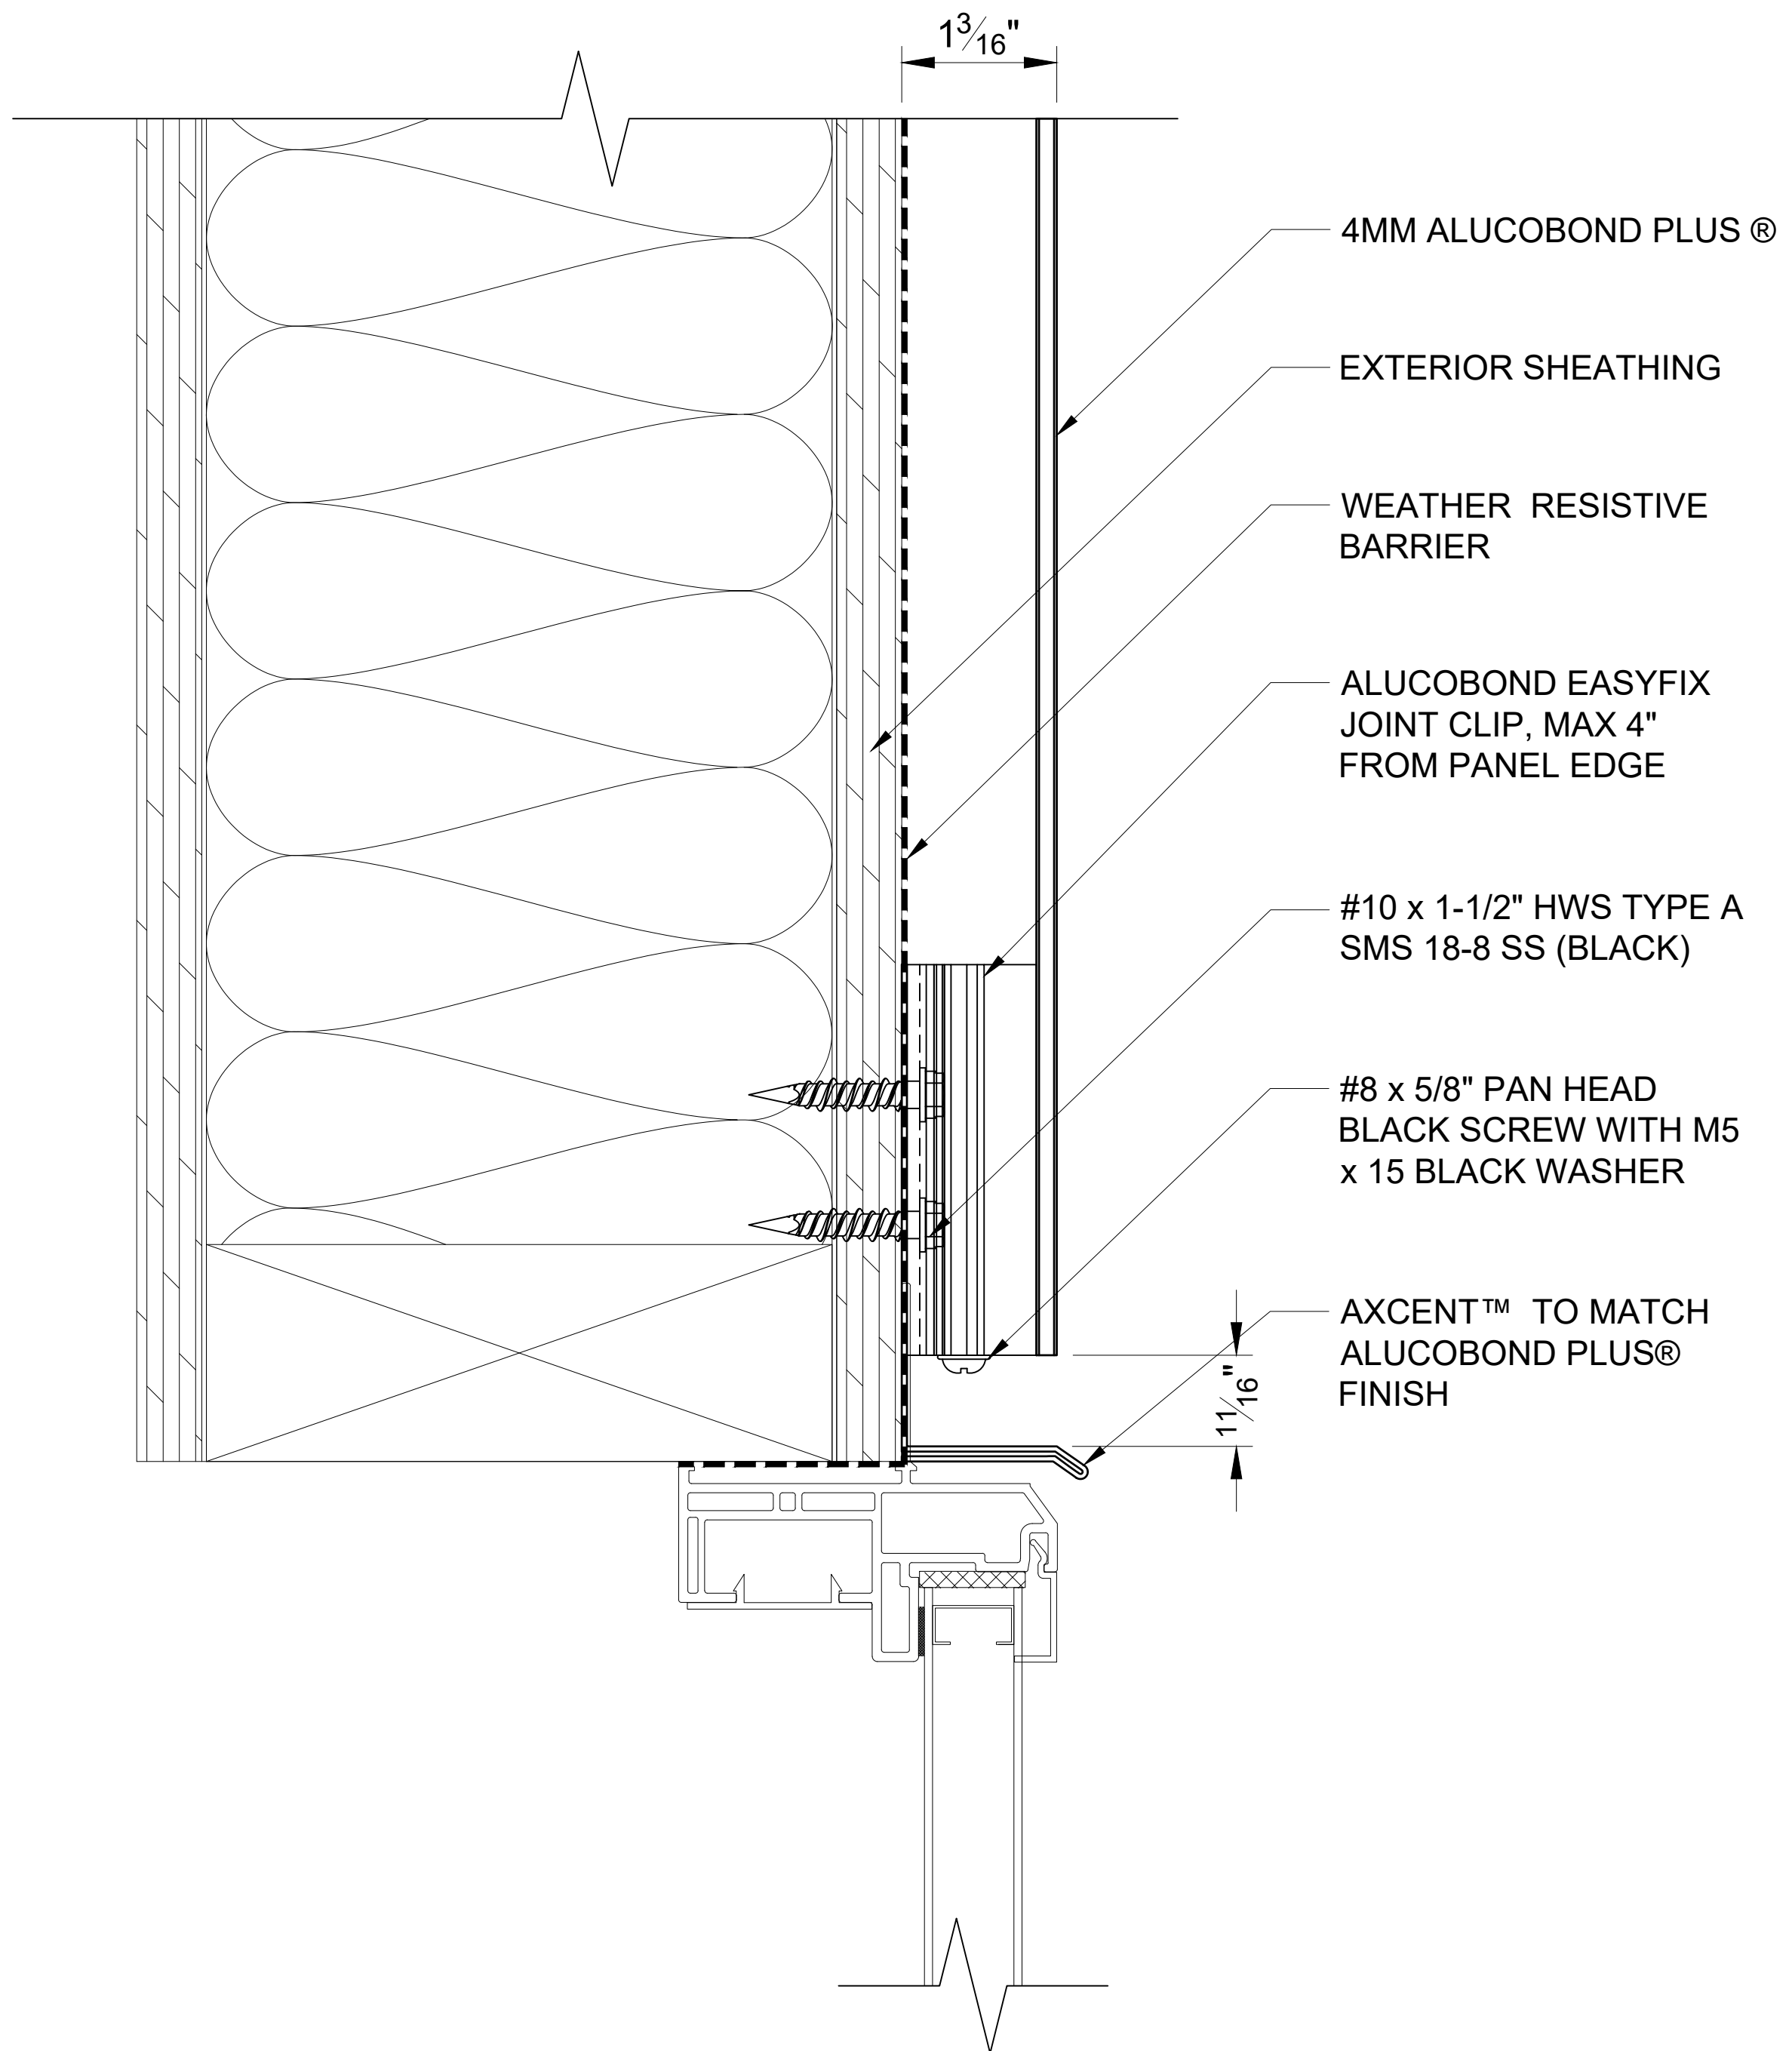 1 3/16"
4MM ALUCOBOND PLUS ®
EXTERIOR SHEATHING
WEATHER RESISTIVE
BARRIER
ALUCOBOND EASYFIX
JOINT CLIP, MAX 4"
FROM PANEL EDGE
#10 x 1-1/2" HWS TYPE A
SMS 18-8 SS (BLACK)
#8 x 5/8" PAN HEAD
BLACK SCREW WITH M5
x 15 BLACK WASHER
AXCENT™ TO MATCH
ALUCOBOND PLUS®
FINISH
11/16"